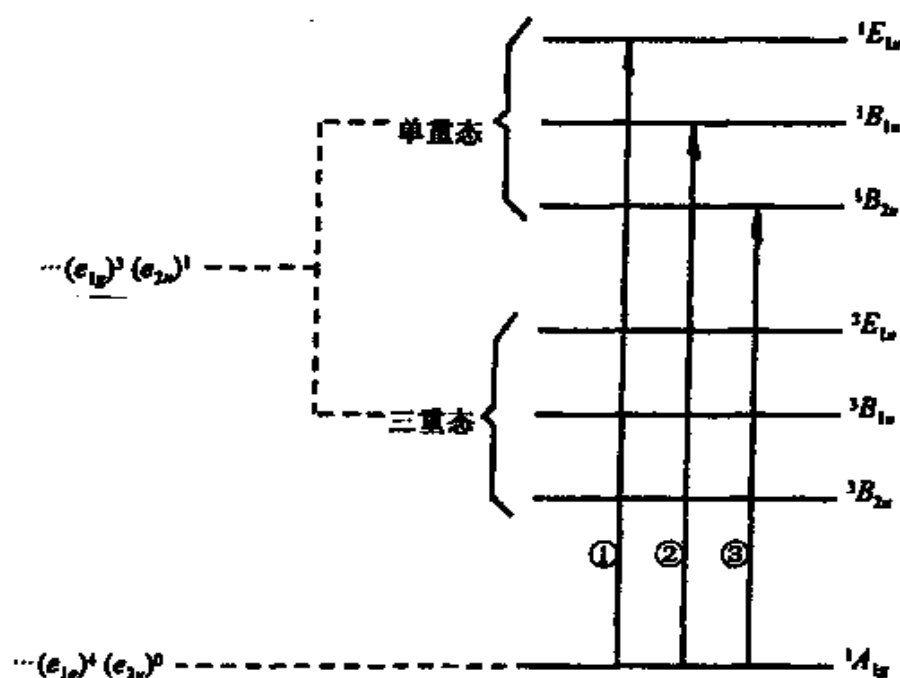 ¹E₁ᵤ
¹B₁ᵤ
单重态
¹B₂ᵤ
···(e₁g)³ (e₂ᵤ)¹
³E₁ᵤ
³B₁ᵤ
三重态
³B₂ᵤ
① ② ③
···(e₁g)⁴ (e₂ᵤ)⁰
¹A₁g